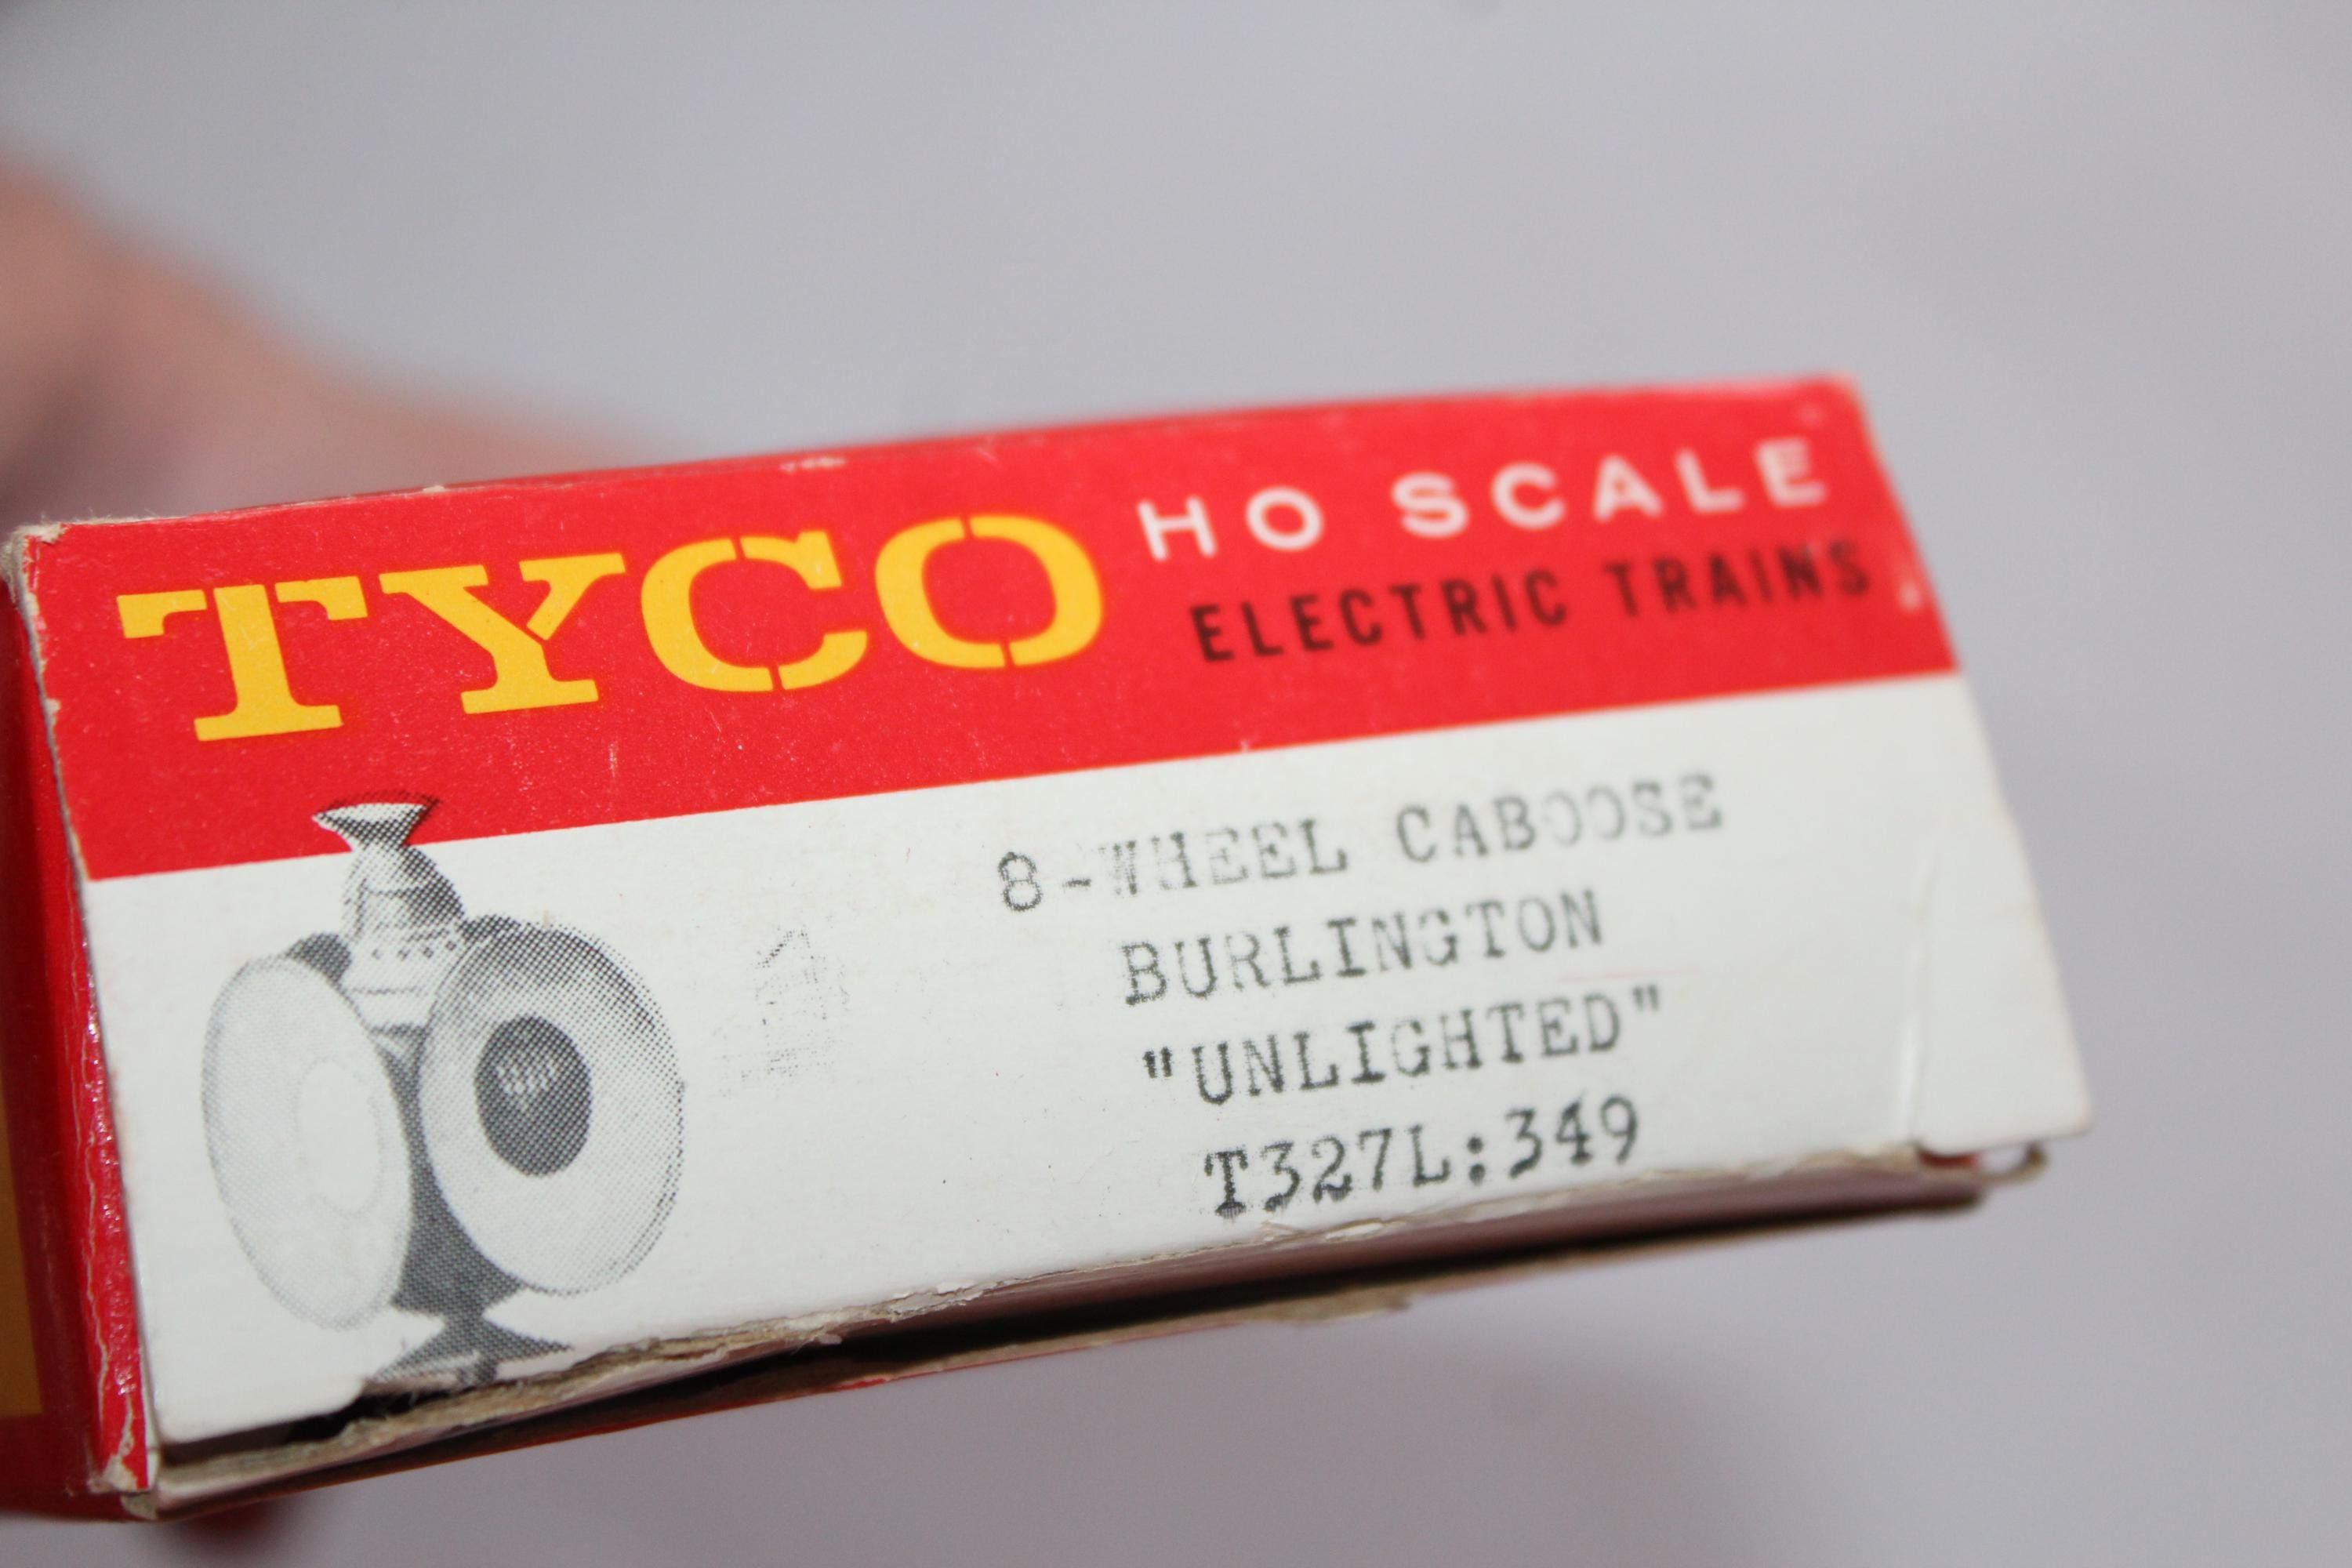 TYCO HO SCALE
ELECTRIC TRAINS
8-WHEEL CABOOSE
BURLINGTON
"UNLIGHTED"
T327L:349